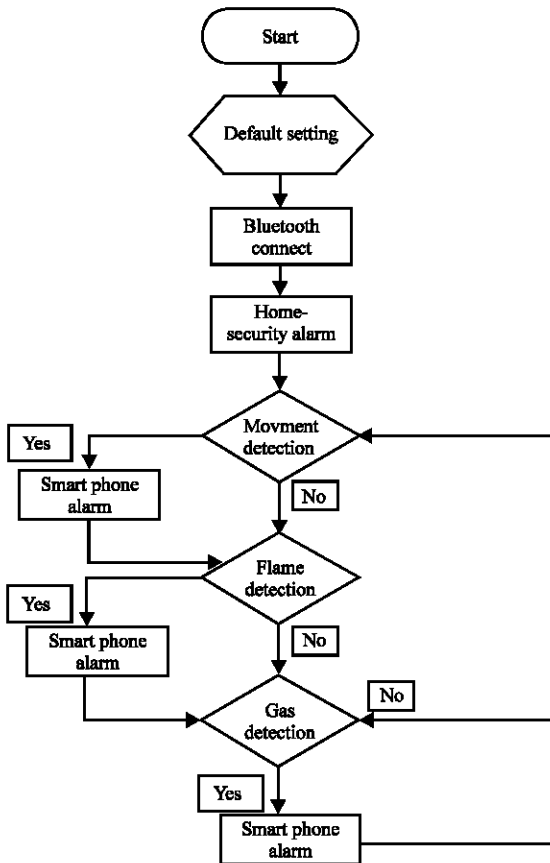 Start
Default setting
Bluetooth
connect
Home-
security alarm
Movment
detection
Yes
Smart phone
alarm
No
Flame
detection
Yes
Smart phone
alarm
No
Gas
detection
No
Yes
Smart phone
alarm